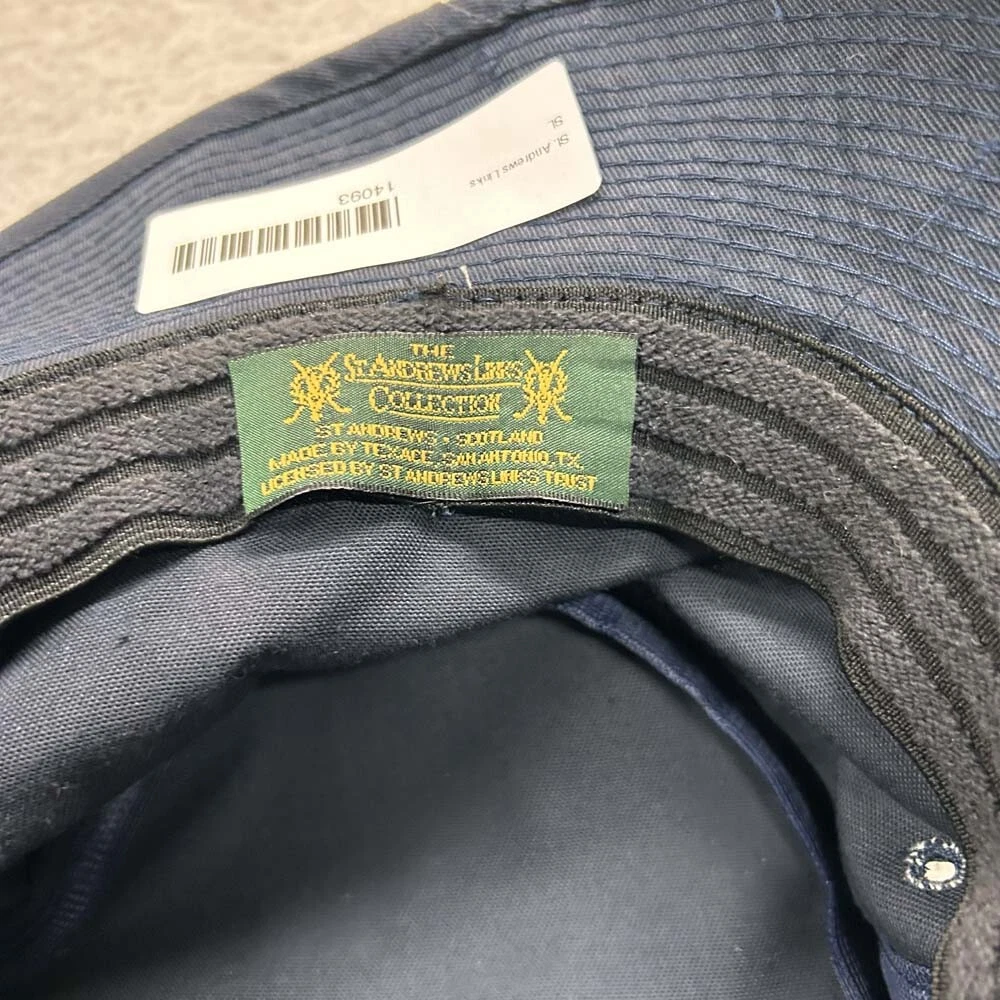 SL
St. Andrews Links
14093
THE
ST. ANDREWS LINKS
COLLECTION
ST ANDREWS • SCOTLAND
MADE BY TEXACE, SAN ANTONIO, TX,
LICENSED BY ST ANDREWS LINKS TRUST